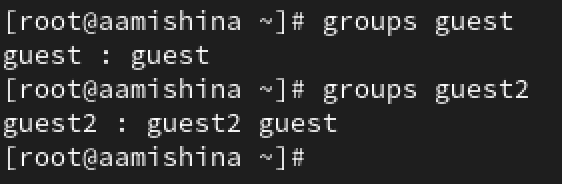 [root@aamishina ~]# groups guest
guest : guest
[root@aamishina ~]# groups guest2
guest2 : guest2 guest
[root@aamishina ~]#